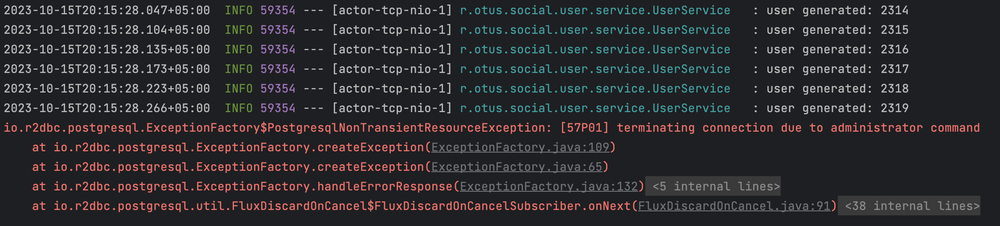 2023-10-15T20:15:28.047+05:00  INFO 59354 --- [actor-tcp-nio-1] r.otus.social.user.service.UserService   : user generated: 2314
2023-10-15T20:15:28.104+05:00  INFO 59354 --- [actor-tcp-nio-1] r.otus.social.user.service.UserService   : user generated: 2315
2023-10-15T20:15:28.135+05:00  INFO 59354 --- [actor-tcp-nio-1] r.otus.social.user.service.UserService   : user generated: 2316
2023-10-15T20:15:28.173+05:00  INFO 59354 --- [actor-tcp-nio-1] r.otus.social.user.service.UserService   : user generated: 2317
2023-10-15T20:15:28.223+05:00  INFO 59354 --- [actor-tcp-nio-1] r.otus.social.user.service.UserService   : user generated: 2318
2023-10-15T20:15:28.266+05:00  INFO 59354 --- [actor-tcp-nio-1] r.otus.social.user.service.UserService   : user generated: 2319
io.r2dbc.postgresql.ExceptionFactory$PostgresqlNonTransientResourceException: [57P01] terminating connection due to administrator command
    at io.r2dbc.postgresql.ExceptionFactory.createException(ExceptionFactory.java:109)
    at io.r2dbc.postgresql.ExceptionFactory.createException(ExceptionFactory.java:65)
    at io.r2dbc.postgresql.ExceptionFactory.handleErrorResponse(ExceptionFactory.java:132) <5 internal lines>
    at io.r2dbc.postgresql.util.FluxDiscardOnCancel$FluxDiscardOnCancelSubscriber.onNext(FluxDiscardOnCancel.java:91) <38 internal lines>